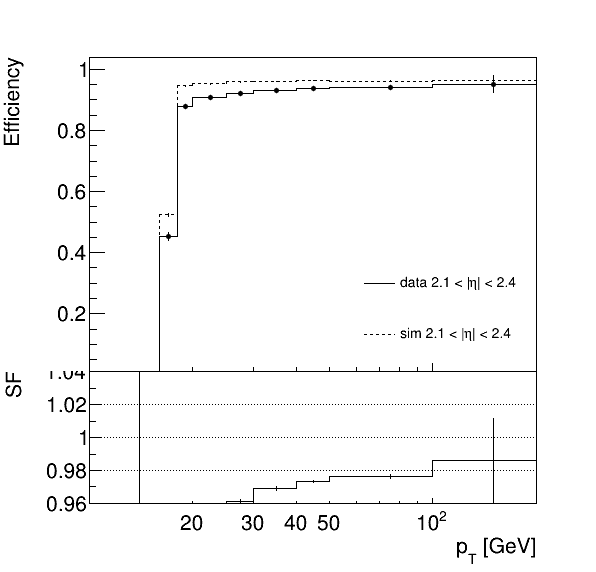 Efficiency
1
0.8
0.6
0.4
0.2
data 2.1 < |η| < 2.4
sim 2.1 < |η| < 2.4
SF
1.04
1.02
1
0.98
0.96
20 30 40 50 10²
p_T [GeV]